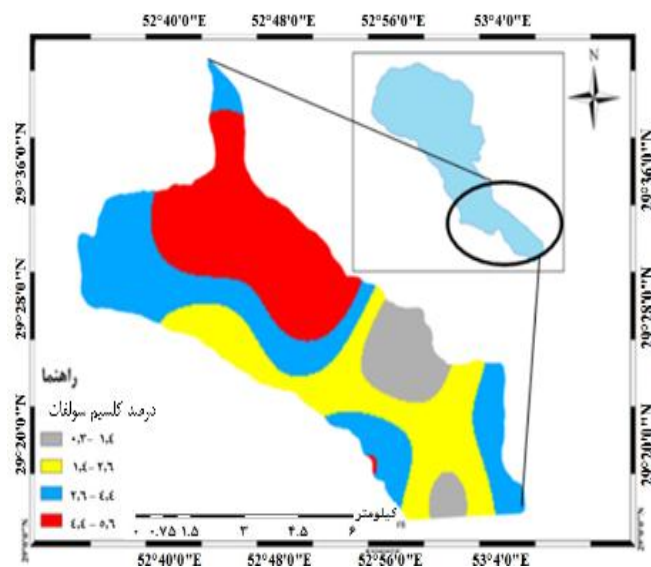 52°40'0"E 52°48'0"E 52°56'0"E 53°4'0"E
N
29°36'0"N 29°36'0"N
29°28'0"N 29°28'0"N
29°20'0"N 29°20'0"N
راهنما
درصد کلسیم سولفات
۰،۳ – ۱،۴
۱،۴ – ۲،۶
۲،۶ – ۴،۴
۴،۴ – ۵،۶
کیلومتر
۰ ۰.۷۵ ۱.۵ ۳ ۴.۵ ۶
52°40'0"E 52°48'0"E 52°56'0"E 53°4'0"E